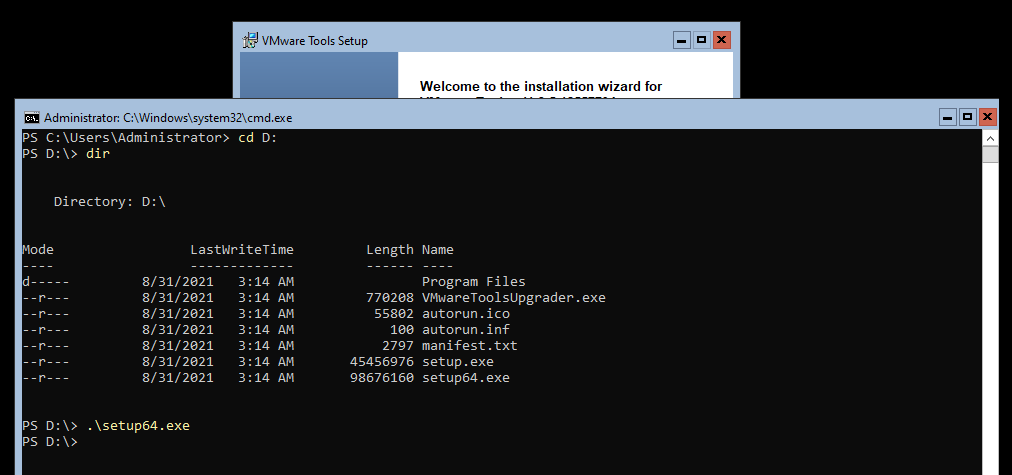 VMware Tools Setup
Welcome to the installation wizard for
Administrator: C:\Windows\system32\cmd.exe
PS C:\Users\Administrator> cd D:
PS D:\> dir
Directory: D:\
Mode LastWriteTime Length Name
---- ------------- ------ ----
d----- 8/31/2021 3:14 AM Program Files
--r--- 8/31/2021 3:14 AM 770208 VMwareToolsUpgrader.exe
--r--- 8/31/2021 3:14 AM 55802 autorun.ico
--r--- 8/31/2021 3:14 AM 100 autorun.inf
--r--- 8/31/2021 3:14 AM 2797 manifest.txt
--r--- 8/31/2021 3:14 AM 45456976 setup.exe
--r--- 8/31/2021 3:14 AM 98676160 setup64.exe
PS D:\> .\setup64.exe
PS D:\>